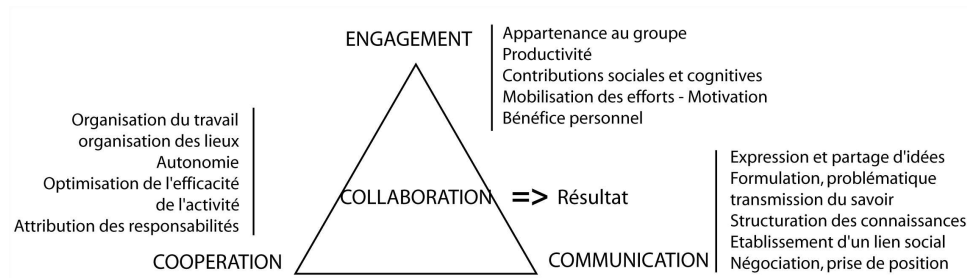 ENGAGEMENT
Appartenance au groupe
Productivité
Contributions sociales et cognitives
Mobilisation des efforts - Motivation
Bénéfice personnel
Organisation du travail
organisation des lieux
Autonomie
Optimisation de l'efficacité
de l'activité
Attribution des responsabilités
COOPERATION
COLLABORATION => Résultat
Expression et partage d'idées
Formulation, problématique
transmission du savoir
Structuration des connaissances
Etablissement d'un lien social
Négociation, prise de position
COMMUNICATION